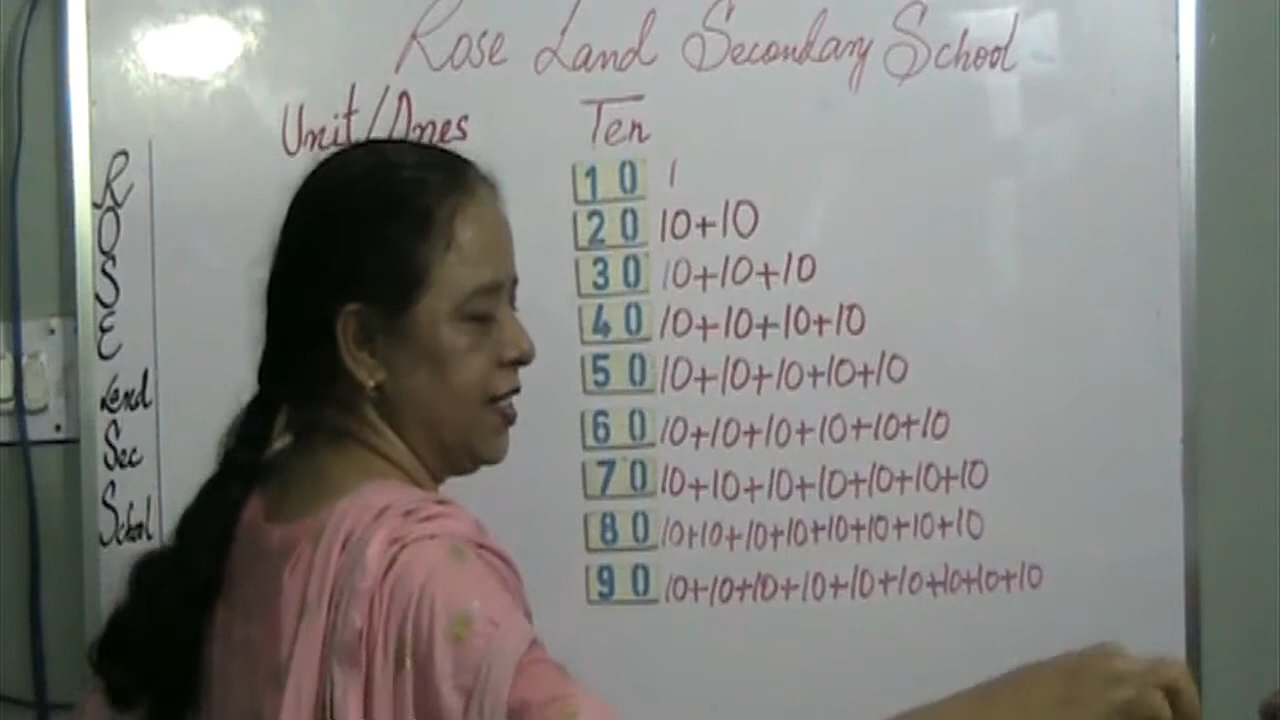 Rose Land Secondary School
Unit/Ones Ten
R
O
S
E
Lend
Sec
School
10 1
20 10+10
30 10+10+10
40 10+10+10+10
50 10+10+10+10+10
60 10+10+10+10+10+10
70 10+10+10+10+10+10+10
80 10+10+10+10+10+10+10+10
90 10+10+10+10+10+10+10+10+10